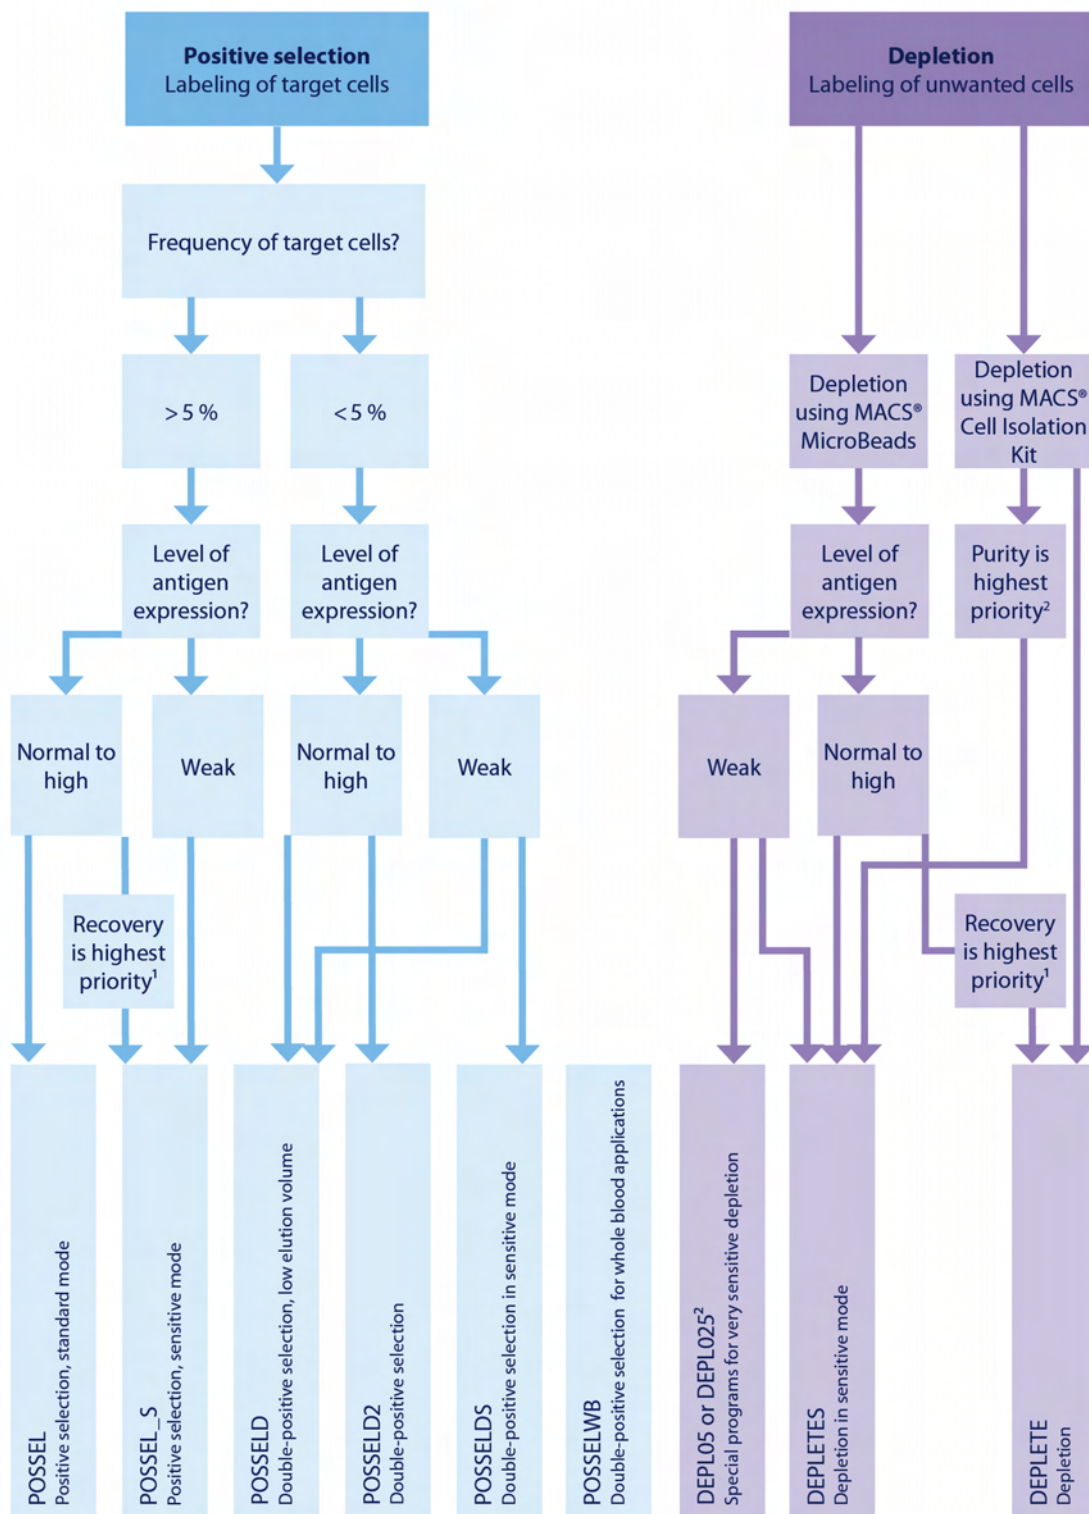 Positive selection
Labeling of target cells
Depletion
Labeling of unwanted cells
Frequency of target cells?
> 5 %
< 5 %
Depletion
using MACS®
MicroBeads
Depletion
using MACS®
Cell Isolation
Kit
Level of
antigen
expression?
Level of
antigen
expression?
Level of
antigen
expression?
Purity is
highest
priority²
Normal to
high
Weak
Normal to
high
Weak
Weak
Normal to
high
Recovery
is highest
priority¹
Recovery
is highest
priority¹
POSSEL
Positive selection, standard mode
POSSEL_S
Positive selection, sensitive mode
POSSELD
Double-positive selection, low elution volume
POSSELD2
Double-positive selection
POSSELDS
Double-positive selection in sensitive mode
POSSELWB
Double-positive selection for whole blood applications
DEPL05 or DEPL025²
Special programs for very sensitive depletion
DEPLETES
Depletion in sensitive mode
DEPLETE
Depletion